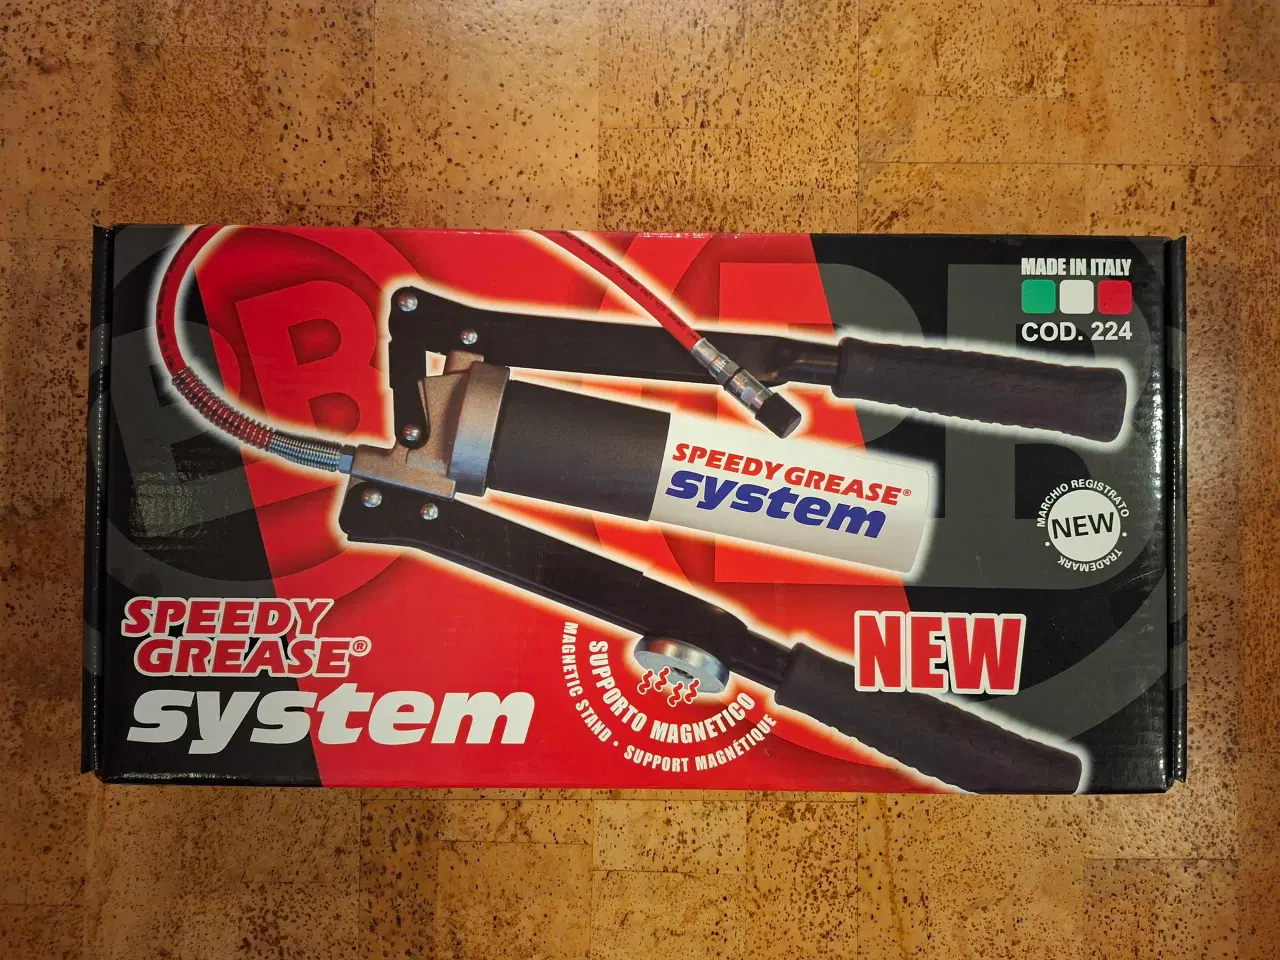 MADE IN ITALY
COD. 224
SPEEDY GREASE®
system
MARCHIO REGISTRATO
NEW
• TRADEMARK •
SPEEDY
GREASE®
system
NEW
SUPPORTO MAGNETICO
MAGNETIC STAND • SUPPORT MAGNÉTIQUE